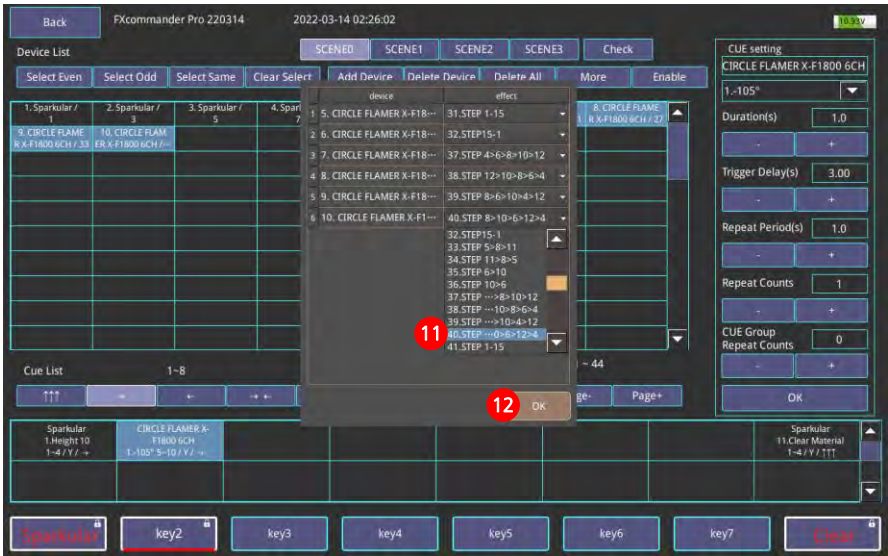 Back
FXcommander Pro 220314
2022-03-14 02:26:02
10.93V
Device List
SCENE0
SCENE1
SCENE2
SCENE3
Check
Select Even
Select Odd
Select Same
Clear Select
Add Device
Delete Device
Delete All
More
Enable
1. Sparkular /
1
2. Sparkular /
3
3. Sparkular /
5
4. Spar
7
8. CIRCLE FLAME
R X-F1800 6CH / 27
9. CIRCLE FLAME
R X-F1800 6CH / 33
10. CIRCLE FLAM
ER X-F1800 6CH /···
device
effect
1
5. CIRCLE FLAMER X-F18···
31.STEP 1-15
2
6. CIRCLE FLAMER X-F18···
32.STEP15-1
3
7. CIRCLE FLAMER X-F18···
37.STEP 4>6>8>10>12
4
8. CIRCLE FLAMER X-F18···
38.STEP 12>10>8>6>4
5
9. CIRCLE FLAMER X-F18···
39.STEP 8>6>10>4>12
6
10. CIRCLE FLAMER X-F1···
40.STEP 8>10>6>12>4
32.STEP15-1
33.STEP 5>8>11
34.STEP 11>8>5
35.STEP 6>10
36.STEP 10>6
37.STEP ···>8>10>12
38.STEP ···10>8>6>4
39.STEP ···>10>4>12
11
40.STEP ···0>6>12>4
41.STEP 1-15
12
OK
CUE setting
CIRCLE FLAMER X-F1800 6CH
1.-105°
Duration(s)
1.0
-
+
Trigger Delay(s)
3.00
-
+
Repeat Period(s)
1.0
-
+
Repeat Counts
1
-
+
CUE Group
Repeat Counts
0
-
+
OK
Cue List
1~8
~ 44
↑↑↑
→
←
→ ←
ge-
Page+
Sparkular
1.Height 10
1~4 / Y / →
CIRCLE FLAMER X-
F1800 6CH
1.-105° 5~10 / Y / →
Sparkular
11.Clear Material
1~4 / Y / ↑↑↑
Sparkular
key2
key3
key4
key5
key6
key7
Clear